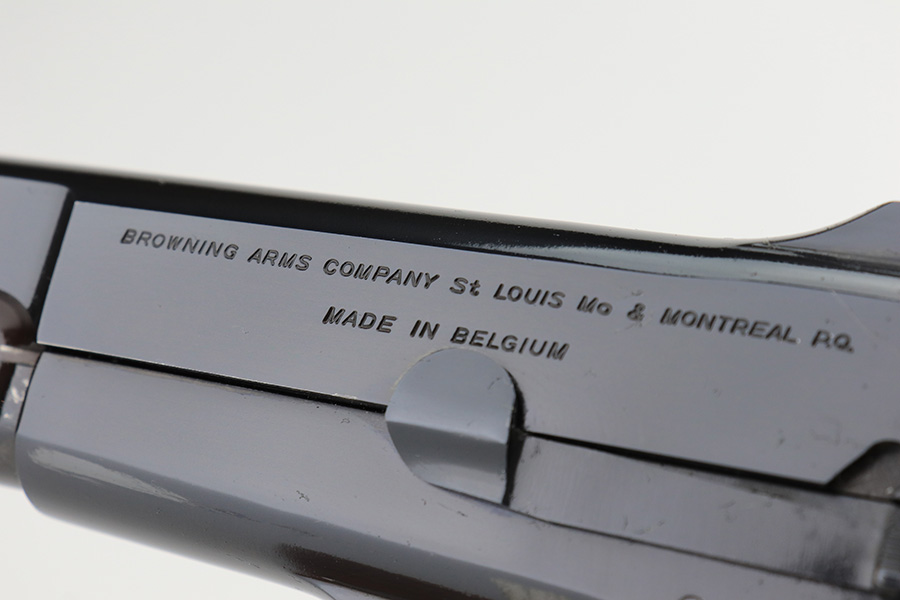 BROWNING ARMS COMPANY St LOUIS Mo & MONTREAL P.Q.
MADE IN BELGIUM